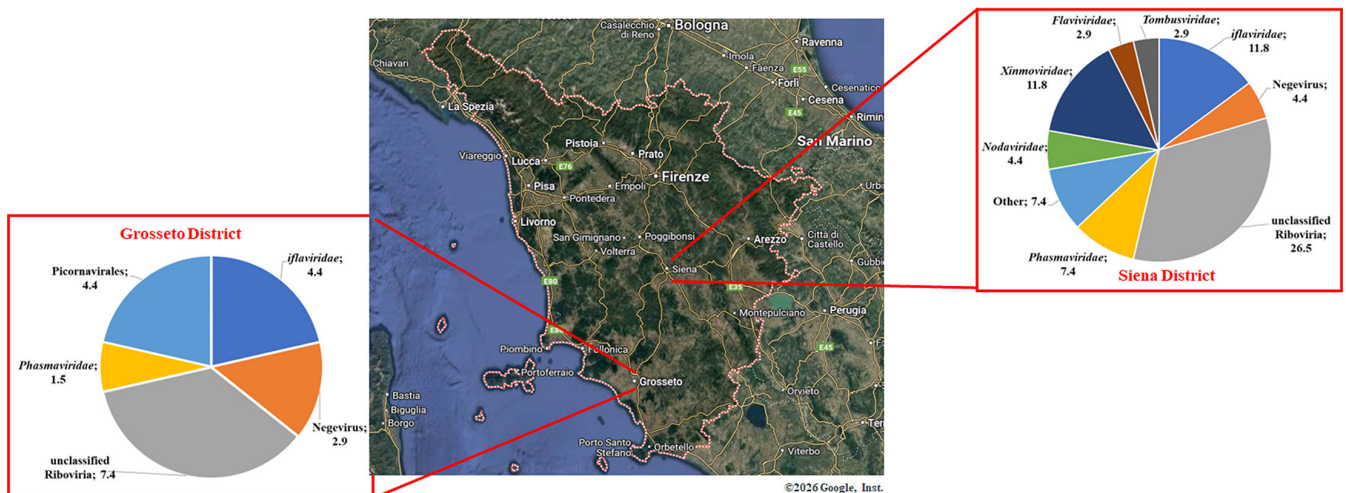 Grosseto District
Picornavirales;
4.4
iflaviridae;
4.4
Phasmaviridae;
1.5
Negevirus;
2.9
unclassified
Riboviria; 7.4
Casalecchio
di Reno
Bologna
Ravenna
Chiavari
Imola
Faenza
E55
Forlì
Cesenatico
La Spezia
Cesena
E45
Rimin
Pistoia
San Marino
Viareggio
Prato
Lucca
E76
Firenze
Pisa
Empoli
Urbi
Pontedera
Livorno
San Gimignano
Poggibonsi
Arezzo
Città di
Castello
Volterra
Siena
Gubb
E80
E35
Montepulciano
Perugia
E45
Piombino
Follonica
Portoferraio
Grosseto
Bastia
Orvieto
Biguglia
Borgo
Porto Santo
Stefano
Orbetello
Viterbo
Ter
©2026 Google, Inst.
Flaviviridae;
2.9
Tombusviridae;
2.9
iflaviridae;
11.8
Xinmoviridae;
11.8
Negevirus;
4.4
Nodaviridae;
4.4
Other; 7.4
unclassified
Riboviria;
26.5
Phasmaviridae;
7.4
Siena District